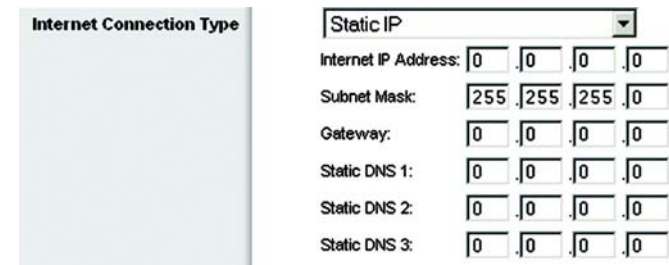 Internet Connection Type Static IP
Internet IP Address: 0 . 0 . 0 . 0
Subnet Mask: 255 . 255 . 255 . 0
Gateway: 0 . 0 . 0 . 0
Static DNS 1: 0 . 0 . 0 . 0
Static DNS 2: 0 . 0 . 0 . 0
Static DNS 3: 0 . 0 . 0 . 0